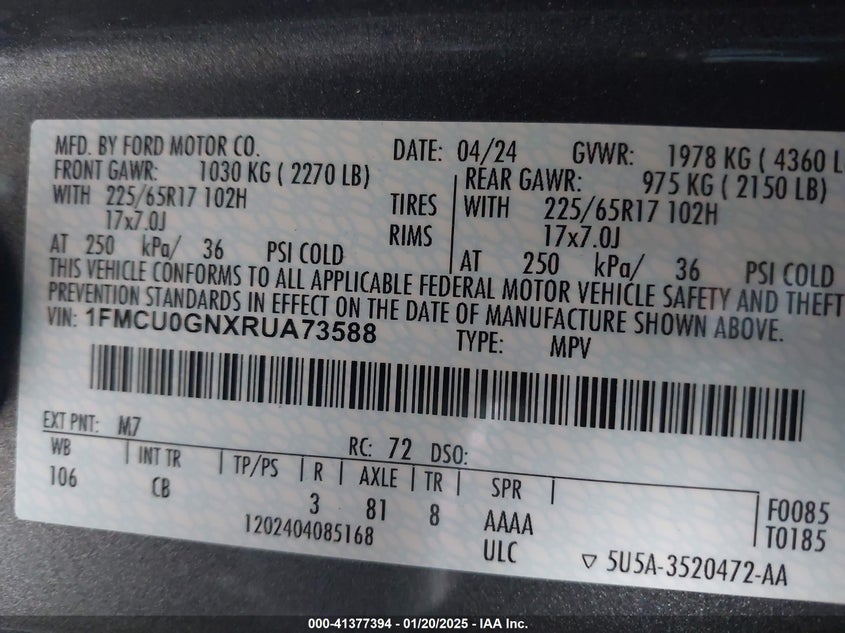 MFD. BY FORD MOTOR CO. DATE: 04/24 GVWR: 1978 KG ( 4360 L
FRONT GAWR: 1030 KG ( 2270 LB) REAR GAWR: 975 KG ( 2150 LB)
WITH 225/65R17 102H TIRES WITH 225/65R17 102H
17x7.0J RIMS 17x7.0J
AT 250 kPa/ 36 PSI COLD AT 250 kPa/ 36 PSI COLD
THIS VEHICLE CONFORMS TO ALL APPLICABLE FEDERAL MOTOR VEHICLE SAFETY AND THEFT
PREVENTION STANDARDS IN EFFECT ON THE DATE OF MANUFACTURE SHOWN ABOVE.
VIN: 1FMCU0GNXRUA73588 TYPE: MPV
EXT PNT: M7 RC: 72 DSO:
WB INT TR TP/PS R AXLE TR SPR
106 CB 3 81 8 AAAA F0085
1202404085168 ULC T0185
▽ 5U5A-3520472-AA
000-41377394 — 01/20/2025 — IAA Inc.